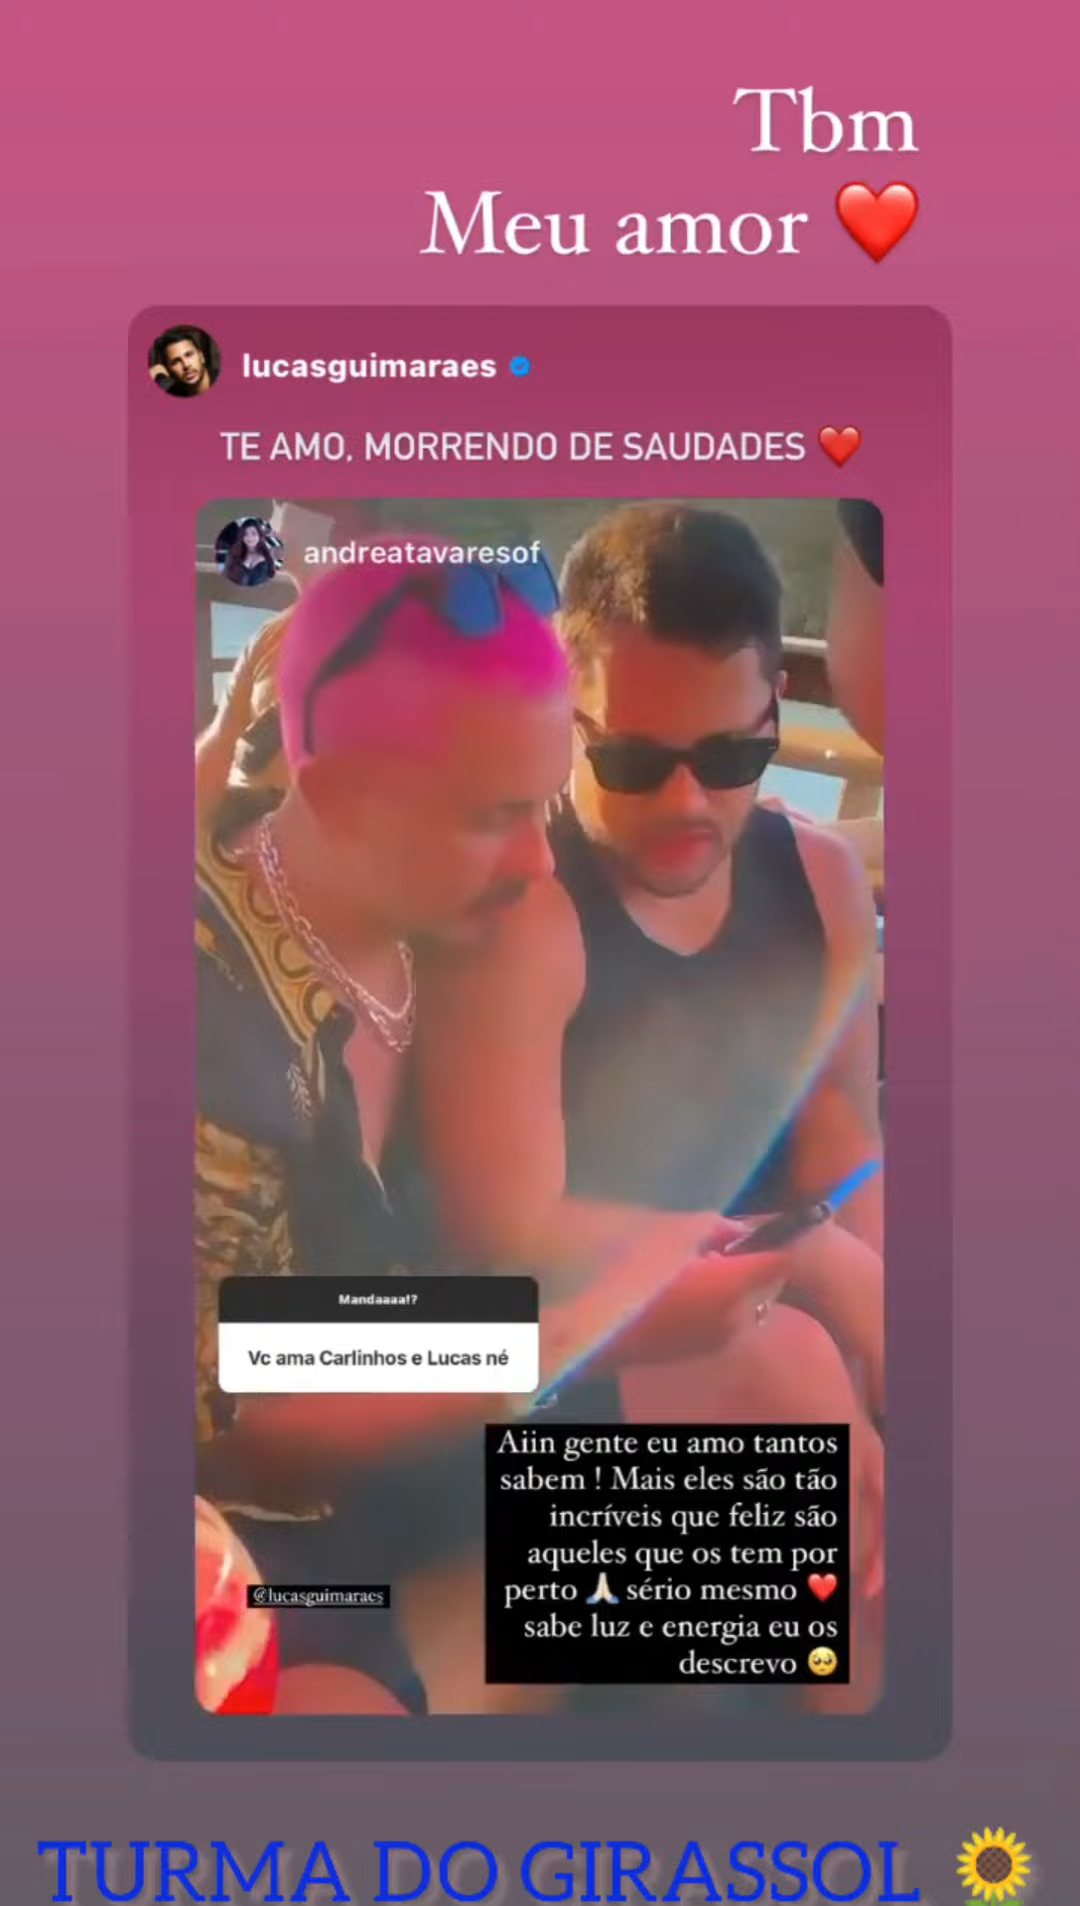 Tbm
Meu amor ❤️
lucasguimaraes
TE AMO, MORRENDO DE SAUDADES ❤️
andreatavaresof
Mandaaaa!?
Vc ama Carlinhos e Lucas né
Aiin gente eu amo tantos
sabem ! Mais eles são tão
incríveis que feliz são
aqueles que os tem por
perto 🙏🏻 sério mesmo ❤️
sabe luz e energia eu os
descrevo 🥺
@lucasguimaraes
TURMA DO GIRASSOL 🌻